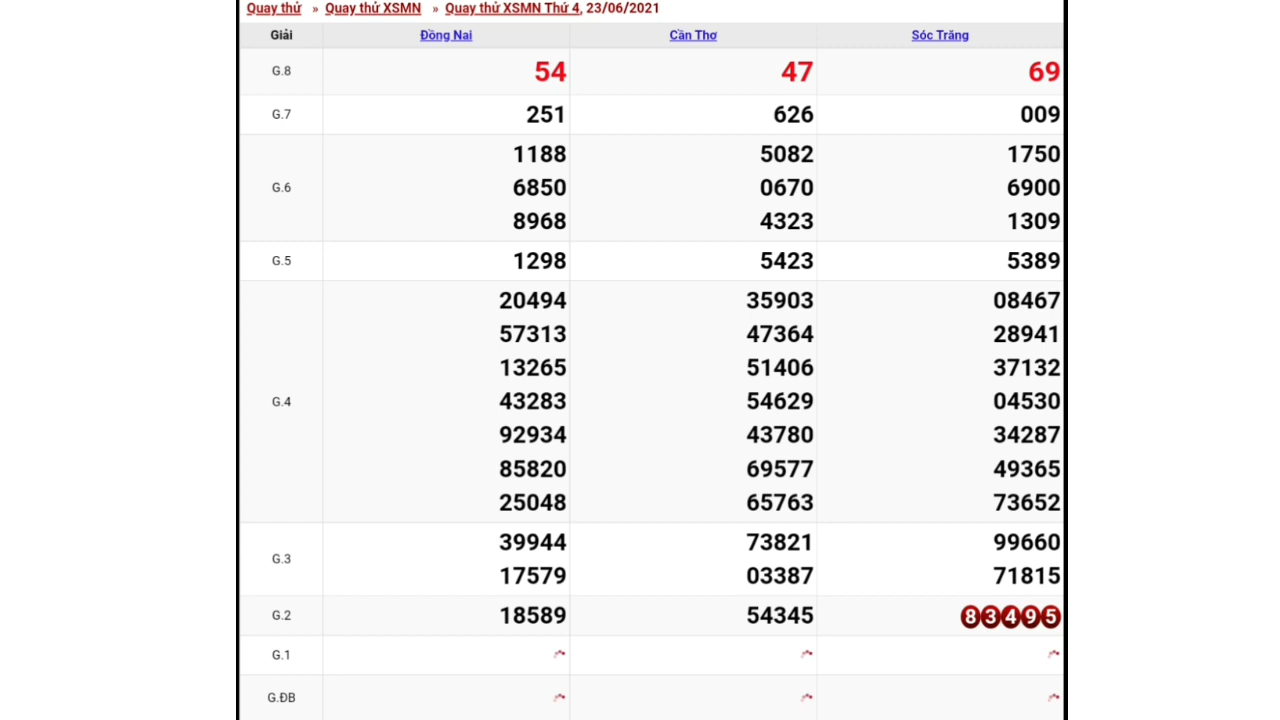 Quay thử » Quay thử XSMN » Quay thử XSMN Thứ 4, 23/06/2021
Giải Đồng Nai Cần Thơ Sóc Trăng
G.8 54 47 69
G.7 251 626 009
1188 5082 1750
G.6 6850 0670 6900
8968 4323 1309
G.5 1298 5423 5389
20494 35903 08467
57313 47364 28941
13265 51406 37132
G.4 43283 54629 04530
92934 43780 34287
85820 69577 49365
25048 65763 73652
39944 73821 99660
G.3
17579 03387 71815
G.2 18589 54345 83495
G.1
G.ĐB